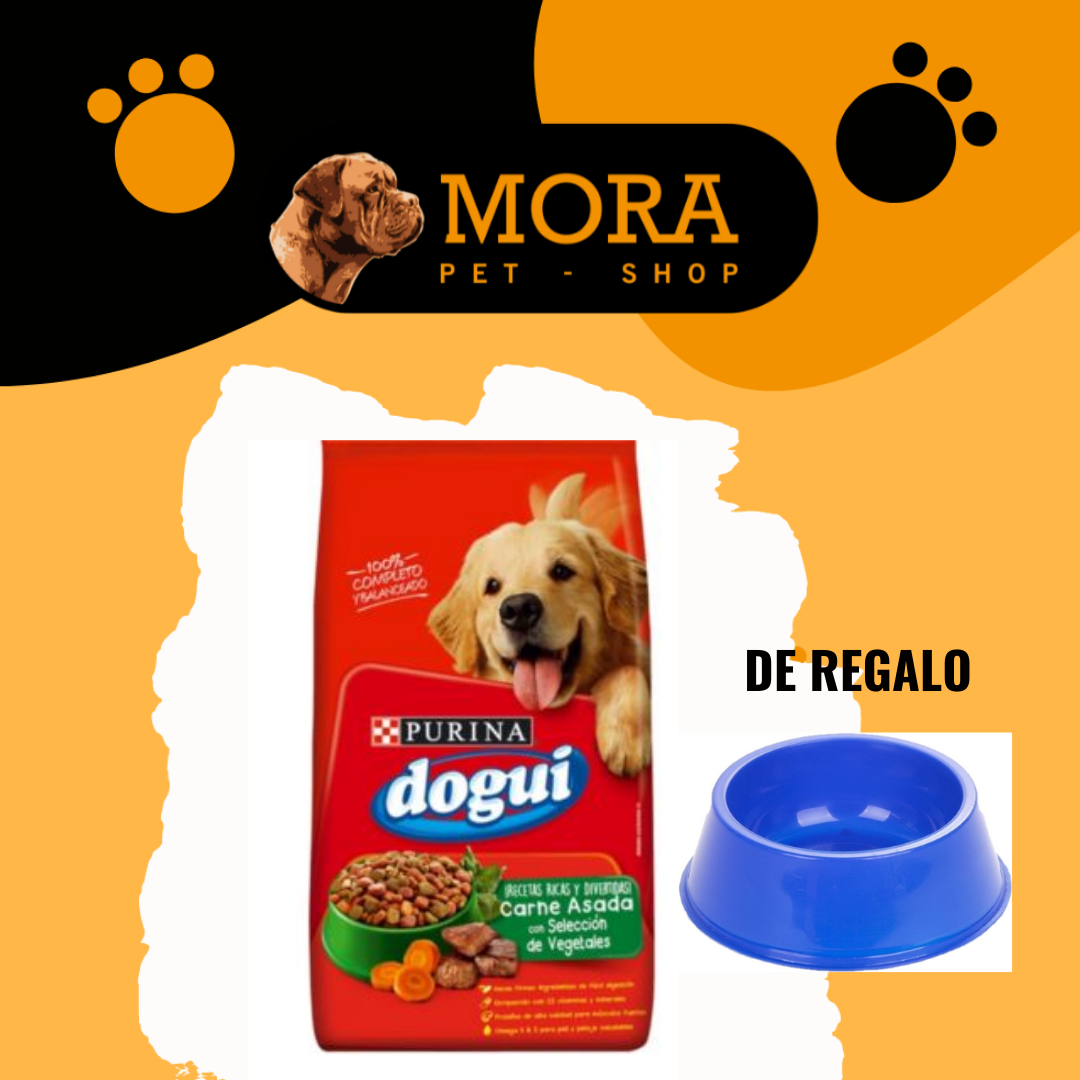 MORA
PET - SHOP
100%
COMPLETO
Y BALANCEADO
PURINA
dogui
¡RECETAS RICAS Y DIVERTIDAS!
Carne Asada
con Selección
de Vegetales
DE REGALO